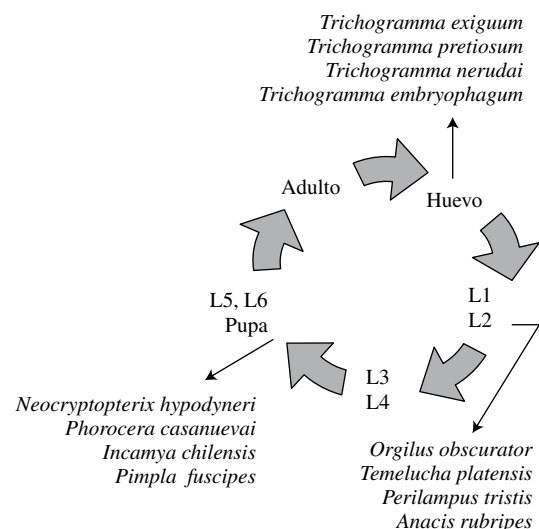 Trichogramma exiguum
Trichogramma pretiosum
Trichogramma nerudai
Trichogramma embryophagum
Adulto
Huevo
L1
L2
L5, L6
Pupa
L3
L4
Neocryptopterix hypodyneri
Phorocera casanuevai
Incamya chilensis
Pimpla fuscipes
Orgilus obscurator
Temelucha platensis
Perilampus tristis
Anacis rubripes